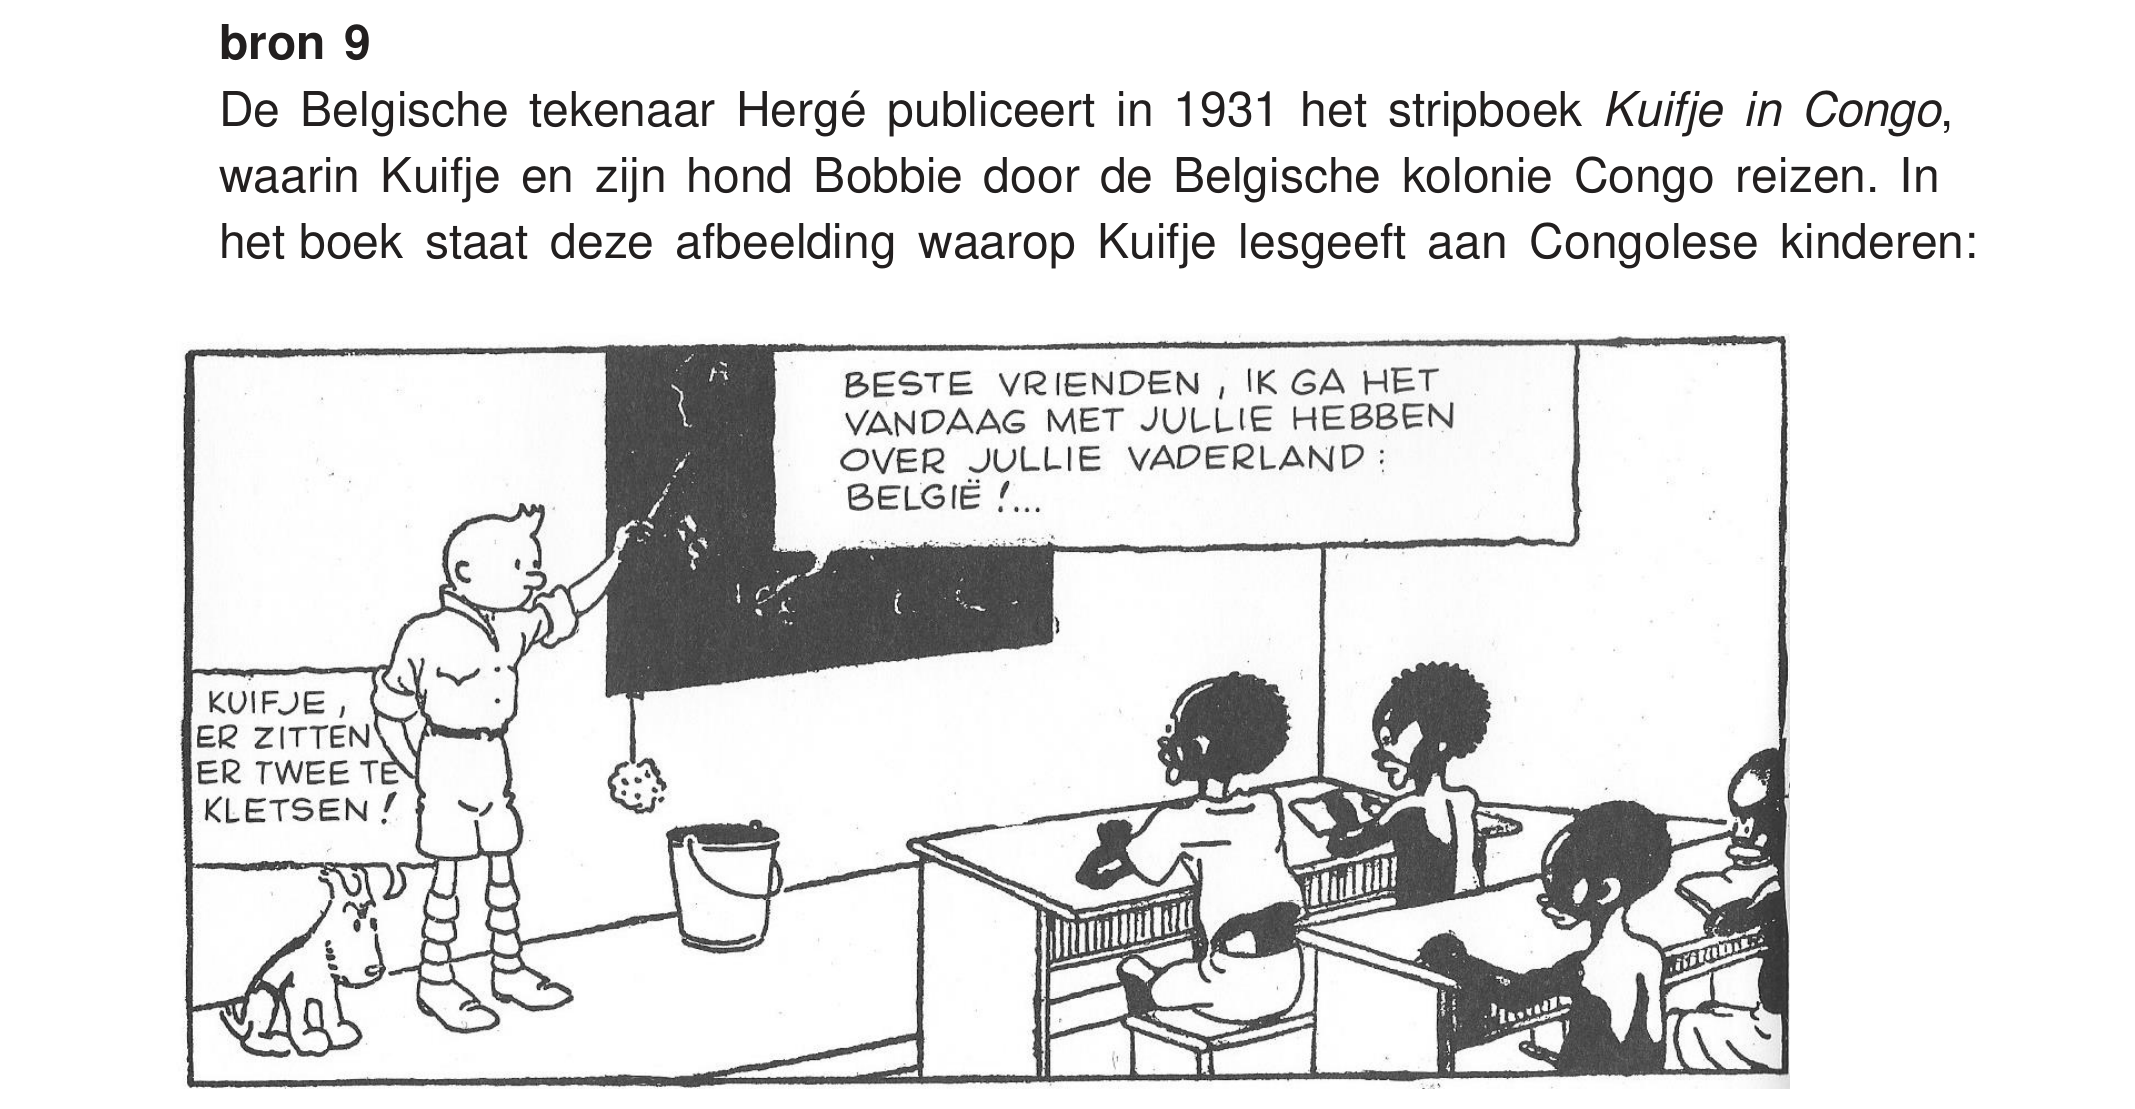 bron 9
De Belgische tekenaar Hergé publiceert in 1931 het stripboek Kuifje in Congo,
waarin Kuifje en zijn hond Bobbie door de Belgische kolonie Congo reizen. In
het boek staat deze afbeelding waarop Kuifje lesgeeft aan Congolese kinderen:
BESTE VRIENDEN, IK GA HET
VANDAAG MET JULLIE HEBBEN
OVER JULLIE VADERLAND:
BELGIË!...
KUIFJE,
ER ZITTEN
ER TWEE TE
KLETSEN!